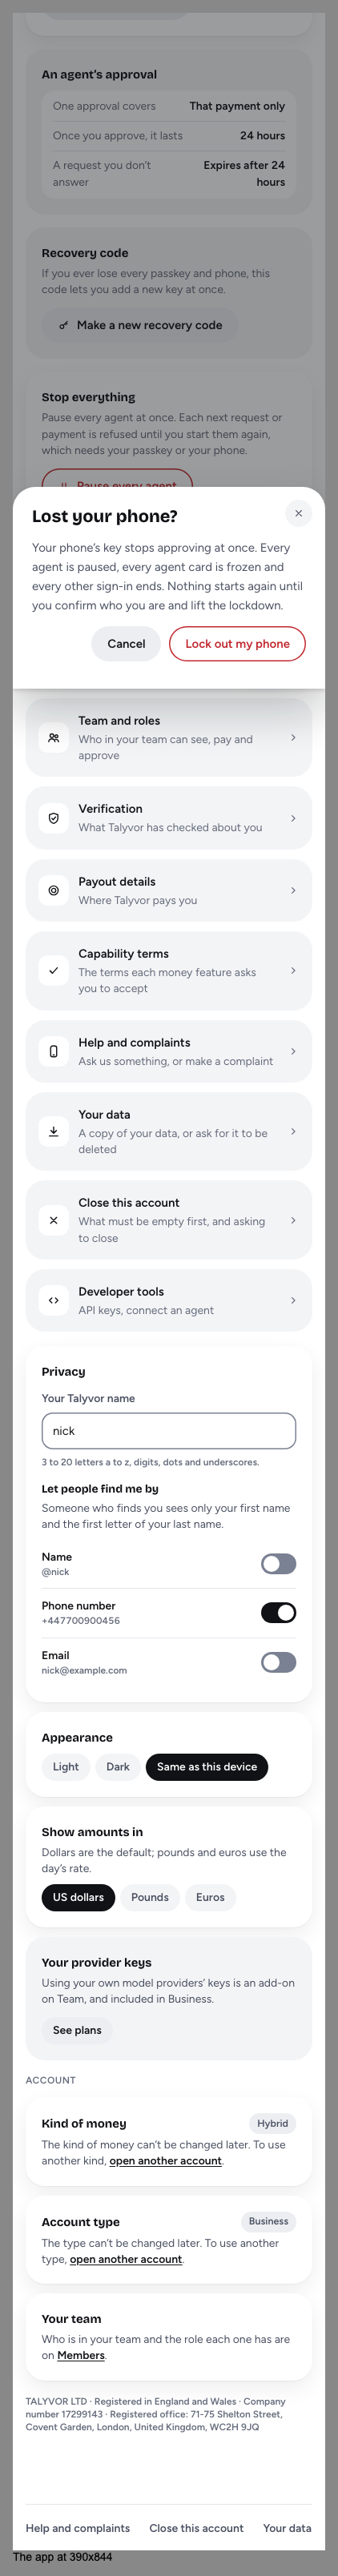 An agent's approval
One approval covers That payment only
Once you approve, it lasts 24 hours
A request you don't Expires after 24
answer hours
Recovery code
If you ever lose every passkey and phone, this
code lets you add a new key at once.
Make a new recovery code
Stop everything
Pause every agent at once. Each next request or
payment is refused until you start them again,
which needs your passkey or your phone.
Pause every agent
Lost your phone?
Your phone's key stops approving at once. Every
agent is paused, every agent card is frozen and
every other sign-in ends. Nothing starts again until
you confirm who you are and lift the lockdown.
Cancel Lock out my phone
Team and roles
Who in your team can see, pay and
approve
Verification
What Talyvor has checked about you
Payout details
Where Talyvor pays you
Capability terms
The terms each money feature asks
you to accept
Help and complaints
Ask us something, or make a complaint
Your data
A copy of your data, or ask for it to be
deleted
Close this account
What must be empty first, and asking
to close
Developer tools
API keys, connect an agent
Privacy
Your Talyvor name
nick
3 to 20 letters a to z, digits, dots and underscores.
Let people find me by
Someone who finds you sees only your first name
and the first letter of your last name.
Name
@nick
Phone number
+447700900456
Email
nick@example.com
Appearance
Light Dark Same as this device
Show amounts in
Dollars are the default; pounds and euros use the
day's rate.
US dollars Pounds Euros
Your provider keys
Using your own model providers' keys is an add-on
on Team, and included in Business.
See plans
ACCOUNT
Kind of money Hybrid
The kind of money can't be changed later. To use
another kind, open another account.
Account type Business
The type can't be changed later. To use another
type, open another account.
Your team
Who is in your team and the role each one has are
on Members.
TALYVOR LTD · Registered in England and Wales · Company
number 17299143 · Registered office: 71-75 Shelton Street,
Covent Garden, London, United Kingdom, WC2H 9JQ
Help and complaints Close this account Your data
The app at 390x844